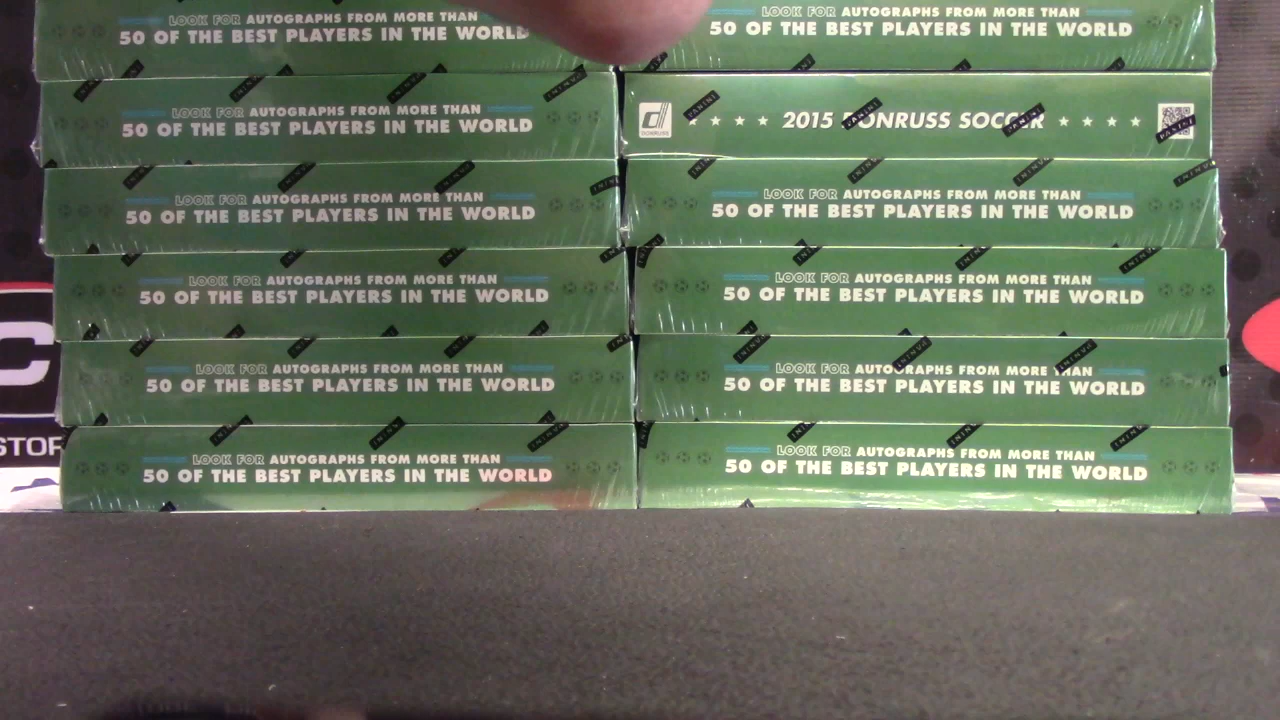 LOOK FOR AUTOGRAPHS FROM MORE THAN
50 OF THE BEST PLAYERS IN THE WORLD
LOOK FOR AUTOGRAPHS FROM MORE THAN
50 OF THE BEST PLAYERS IN THE WORLD
LOOK FOR AUTOGRAPHS FROM MORE THAN
50 OF THE BEST PLAYERS IN THE WORLD
DONRUSS
PANINI
2015 DONRUSS SOCCER
LOOK FOR AUTOGRAPHS FROM MORE THAN
50 OF THE BEST PLAYERS IN THE WORLD
LOOK FOR AUTOGRAPHS FROM MORE THAN
50 OF THE BEST PLAYERS IN THE WORLD
LOOK FOR AUTOGRAPHS FROM MORE THAN
50 OF THE BEST PLAYERS IN THE WORLD
LOOK FOR AUTOGRAPHS FROM MORE THAN
50 OF THE BEST PLAYERS IN THE WORLD
LOOK FOR AUTOGRAPHS FROM MORE THAN
50 OF THE BEST PLAYERS IN THE WORLD
LOOK FOR AUTOGRAPHS FROM MORE THAN
50 OF THE BEST PLAYERS IN THE WORLD
LOOK FOR AUTOGRAPHS FROM MORE THAN
50 OF THE BEST PLAYERS IN THE WORLD
LOOK FOR AUTOGRAPHS FROM MORE THAN
50 OF THE BEST PLAYERS IN THE WORLD
C
STOR